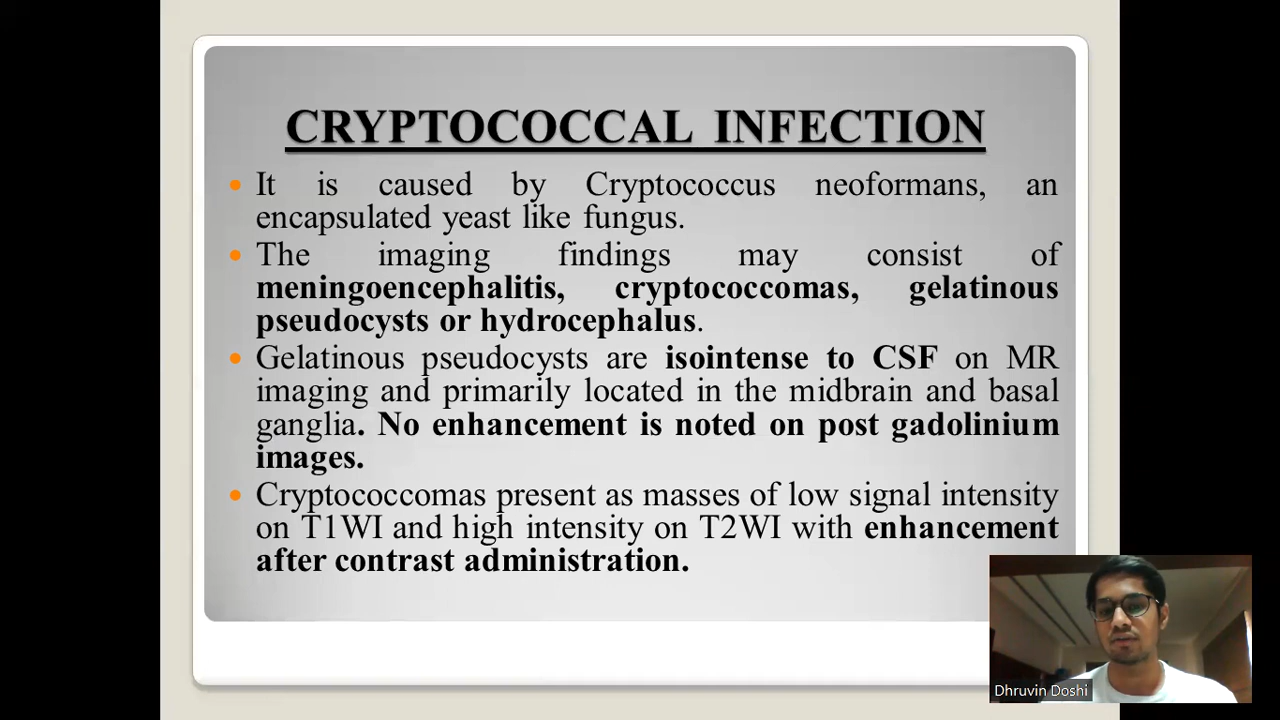 CRYPTOCOCCAL INFECTION
It is caused by Cryptococcus neoformans, an
encapsulated yeast like fungus.
The imaging findings may consist of
meningoencephalitis, cryptococcomas, gelatinous
pseudocysts or hydrocephalus.
Gelatinous pseudocysts are isointense to CSF on MR
imaging and primarily located in the midbrain and basal
ganglia. No enhancement is noted on post gadolinium
images.
Cryptococcomas present as masses of low signal intensity
on T1WI and high intensity on T2WI with enhancement
after contrast administration.
Dhruvin Doshi